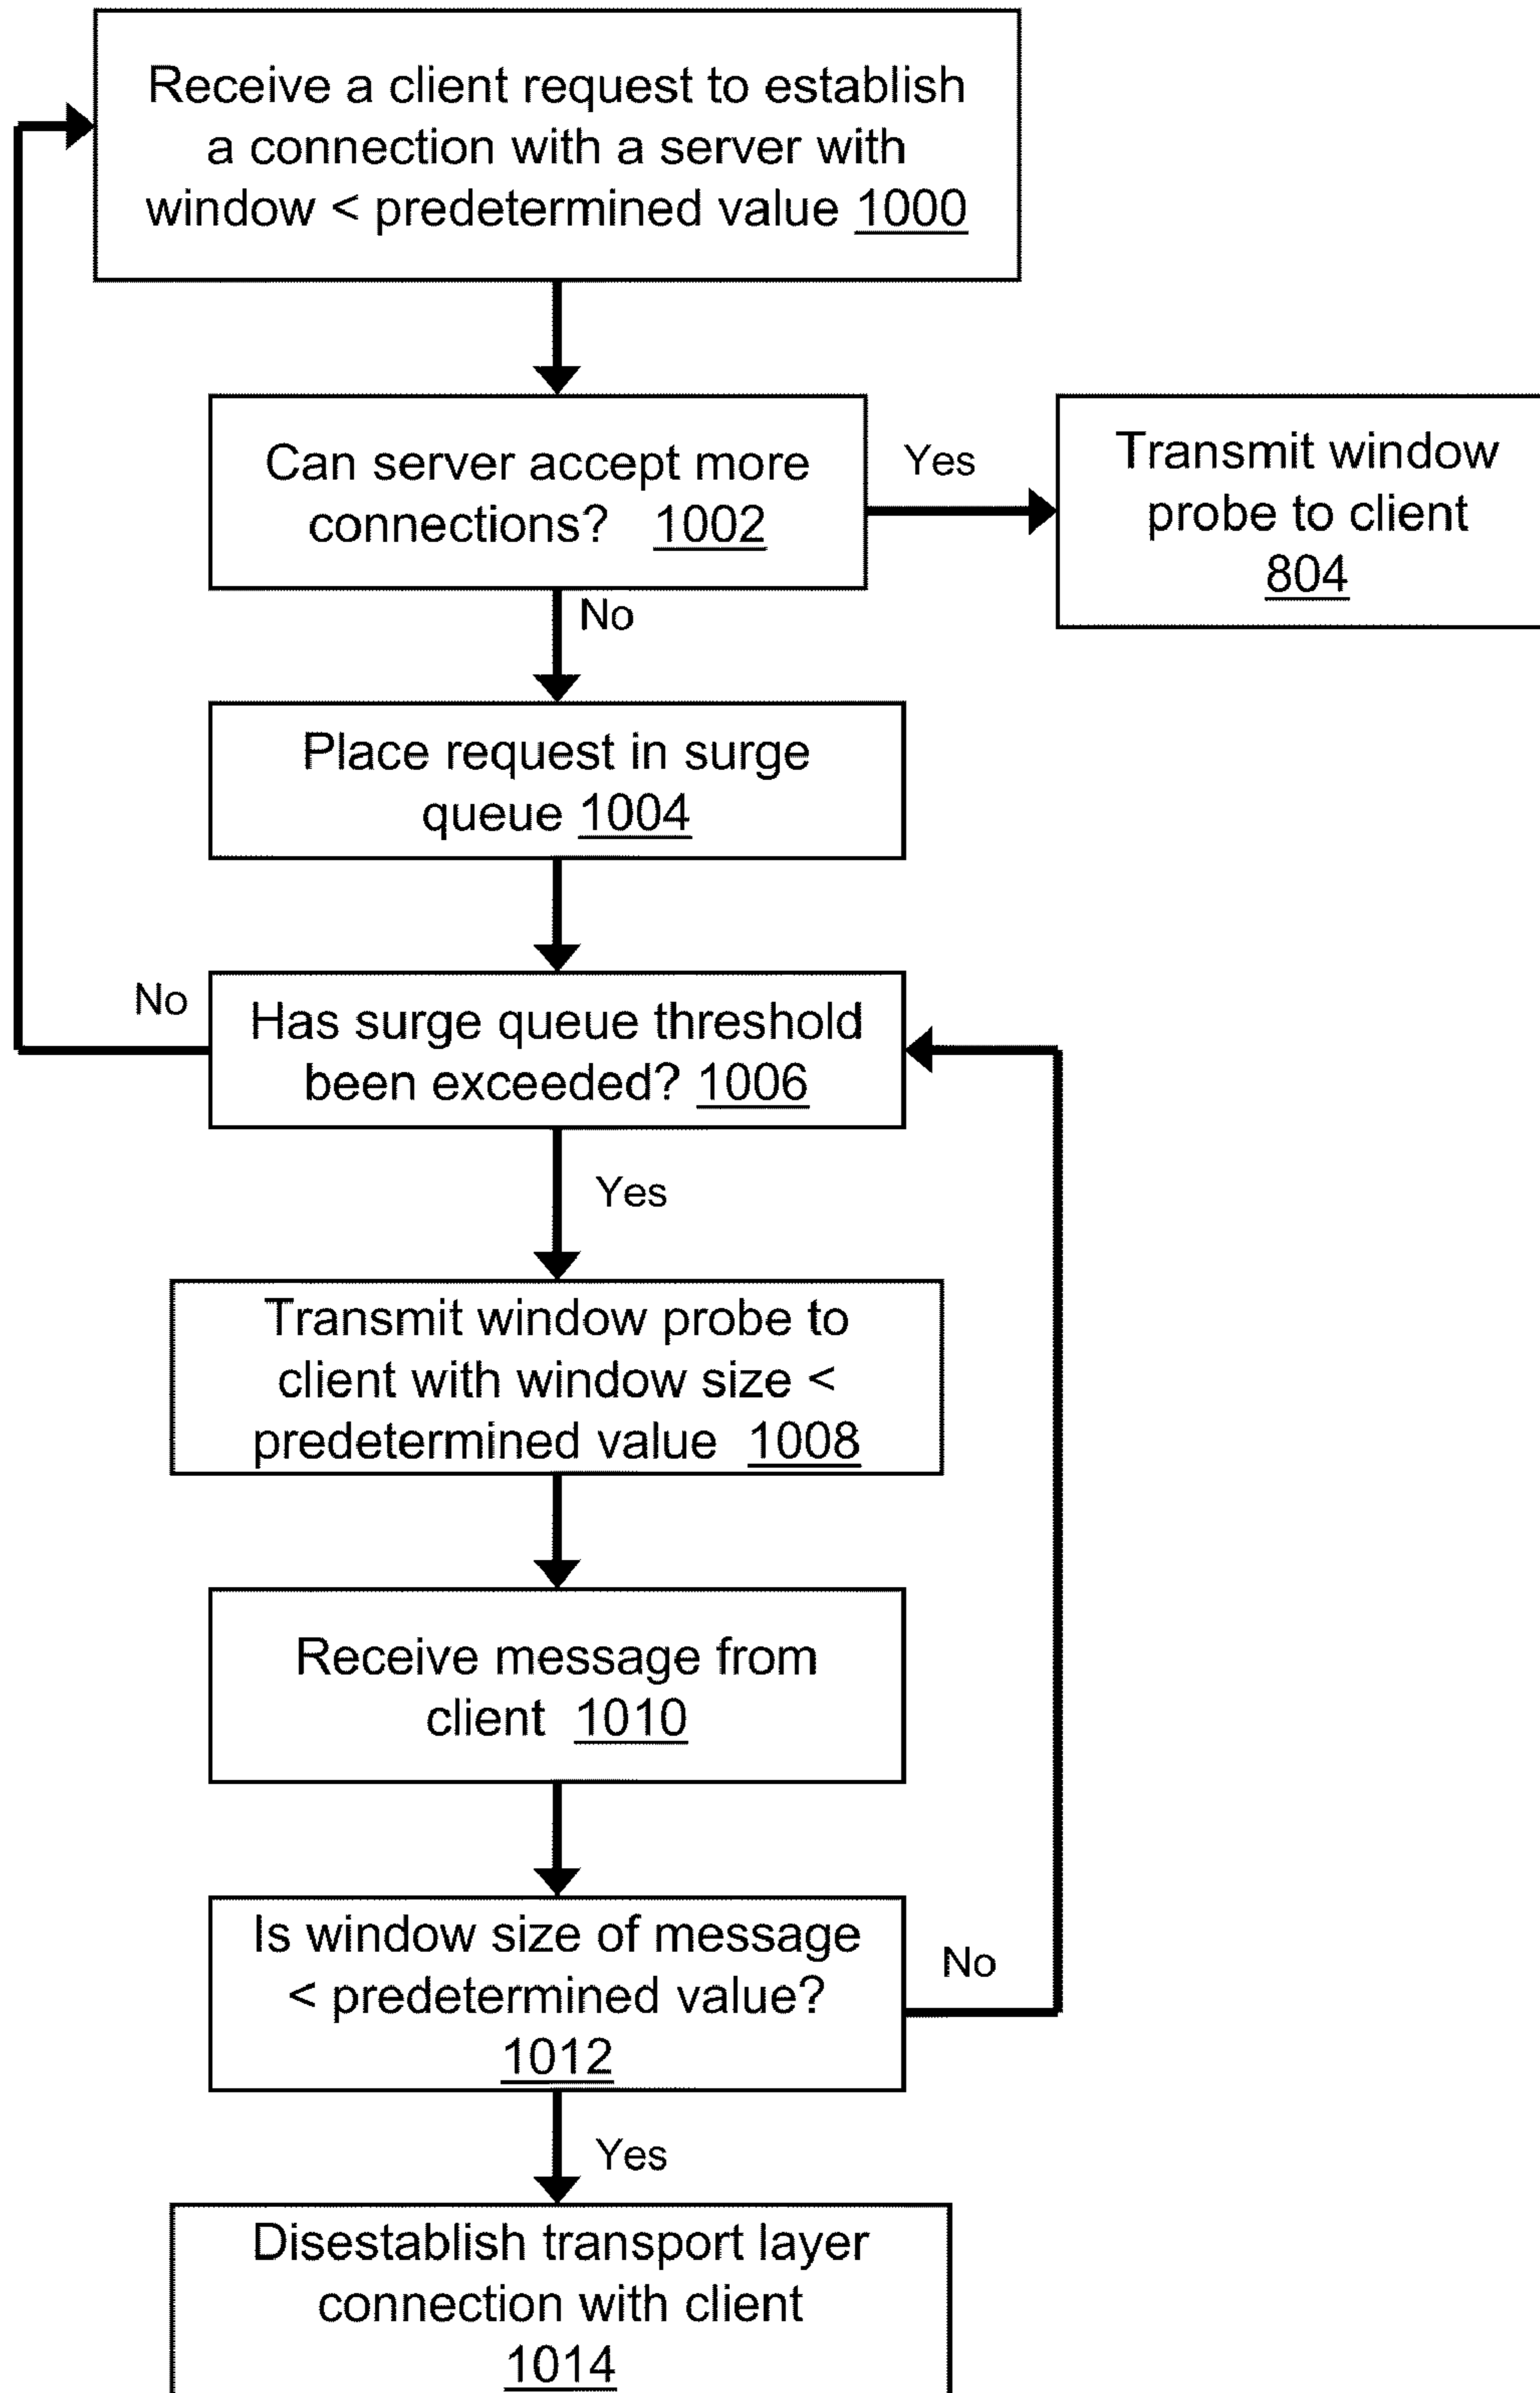 Receive a client request to establish
a connection with a server with
window < predetermined value 1000
Can server accept more
connections? 1002
Yes
Transmit window
probe to client
804
No
Place request in surge
queue 1004
No
Has surge queue threshold
been exceeded? 1006
Yes
Transmit window probe to
client with window size <
predetermined value 1008
Receive message from
client 1010
Is window size of message
< predetermined value?
1012
No
Yes
Disestablish transport layer
connection with client
1014